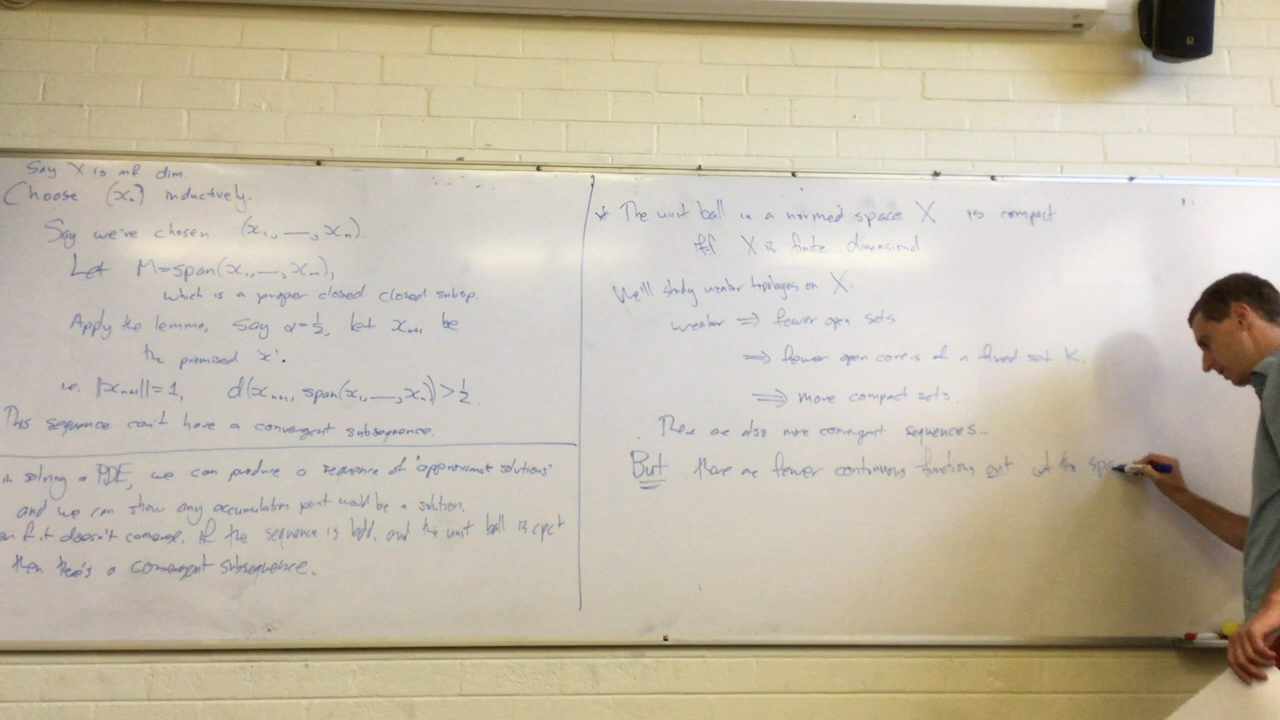 Say X is inf dim
Choose (xₙ) inductively.
Say we've chosen (x₁, —, xₙ).
Let M=span(x₁, —, xₙ),
which is a proper closed closed subsp.
Apply the lemma, say α=½, let xₙ₊₁ be
the promised 'x'.
i.e. ||xₙ₊₁||=1, d(xₙ₊₁, span(x₁, —, xₙ))>½.
This sequence can't have a convergent subsequence.
in solving a PDE, we can produce a sequence of "approximate solutions"
and we can show any accumulation point would be a solution.
if it doesn't converge, if the sequence is bdd, and the unit ball is cpct
then there's a convergent subsequence.
* The unit ball in a normed space X is compact
iff X is finite dimensional
We'll study weaker topologies on X.
weaker ⟹ fewer open sets
⟹ fewer open covers of a fixed set K.
⟹ more compact sets.
There are also more convergent sequences...
But there are fewer continuous functions out of the spa